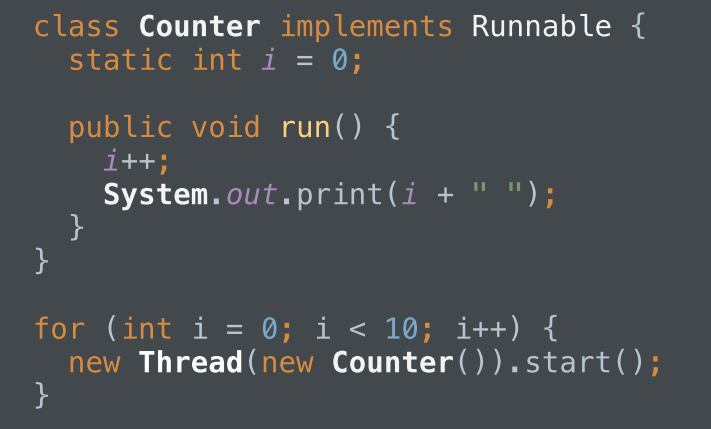 class Counter implements Runnable {
  static int i = 0;

  public void run() {
    i++;
    System.out.print(i + " ");
  }
}

for (int i = 0; i < 10; i++) {
  new Thread(new Counter()).start();
}